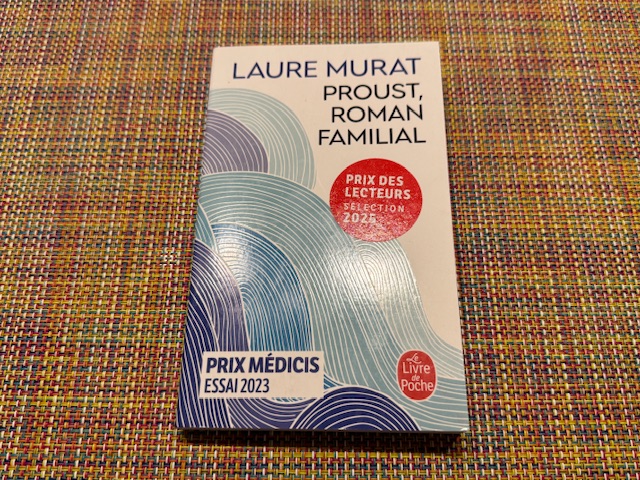 LAURE MURAT
PROUST,
ROMAN
FAMILIAL
PRIX DES
LECTEURS
SÉLECTION
2025
PRIX MÉDICIS
ESSAI 2023
Le
Livre
de
Poche